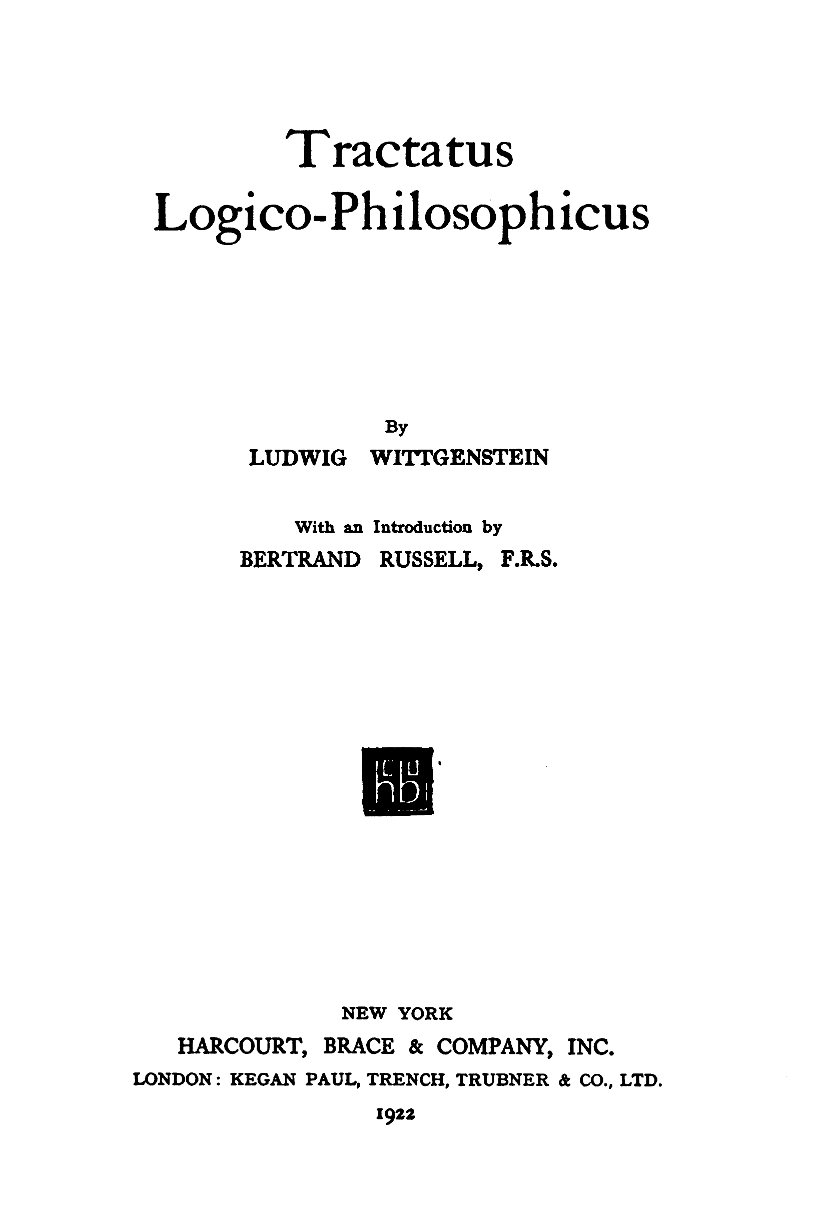 Tractatus
Logico-Philosophicus
By
LUDWIG WITTGENSTEIN
With an Introduction by
BERTRAND RUSSELL, F.R.S.
hb
NEW YORK
HARCOURT, BRACE & COMPANY, INC.
LONDON: KEGAN PAUL, TRENCH, TRUBNER & CO., LTD.
1922